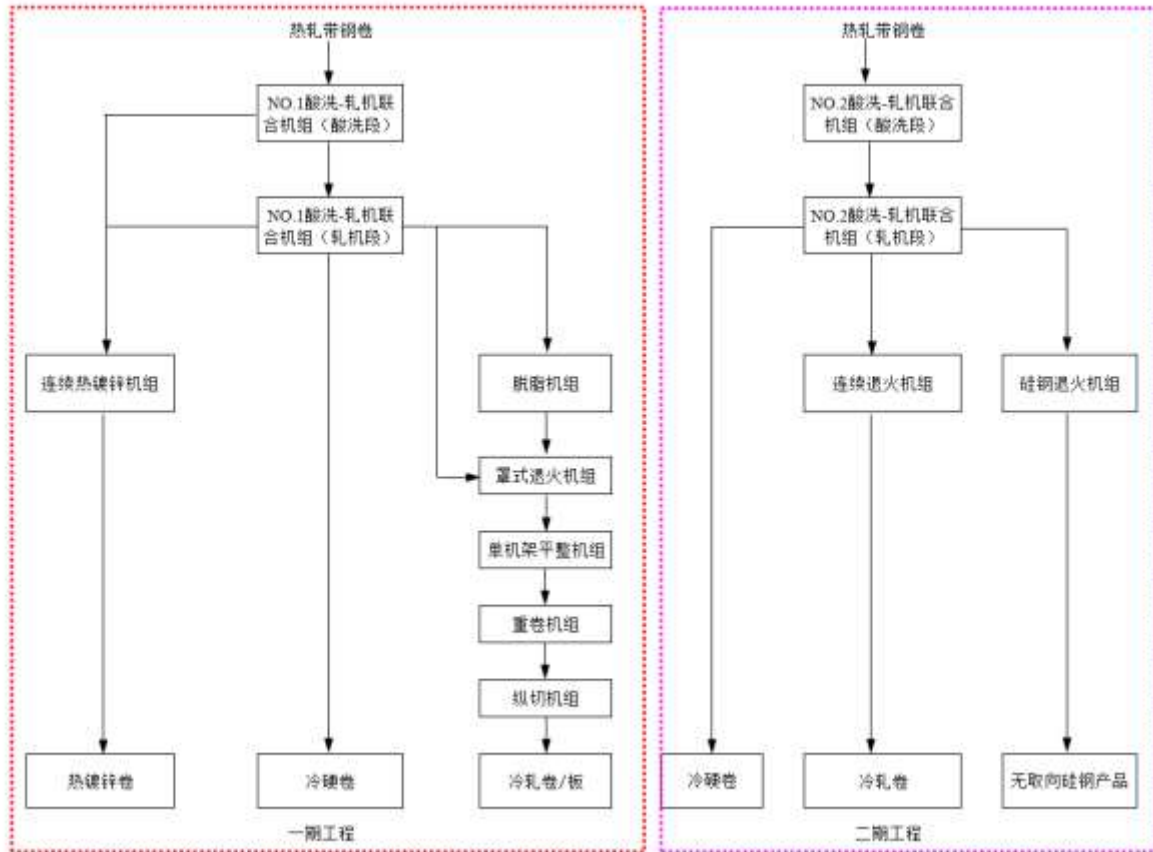 热轧带钢卷
NO.1酸洗-轧机联
合机组（酸洗段）
NO.1酸洗-轧机联
合机组（轧机段）
连续热镀锌机组
脱脂机组
罩式退火机组
单机架平整机组
重卷机组
纵切机组
热镀锌卷
冷硬卷
冷轧卷/板
一期工程
热轧带钢卷
NO.2酸洗-轧机联合
机组（酸洗段）
NO.2酸洗-轧机联合
机组（轧机段）
连续退火机组
硅钢退火机组
冷硬卷
冷轧卷
无取向硅钢产品
二期工程